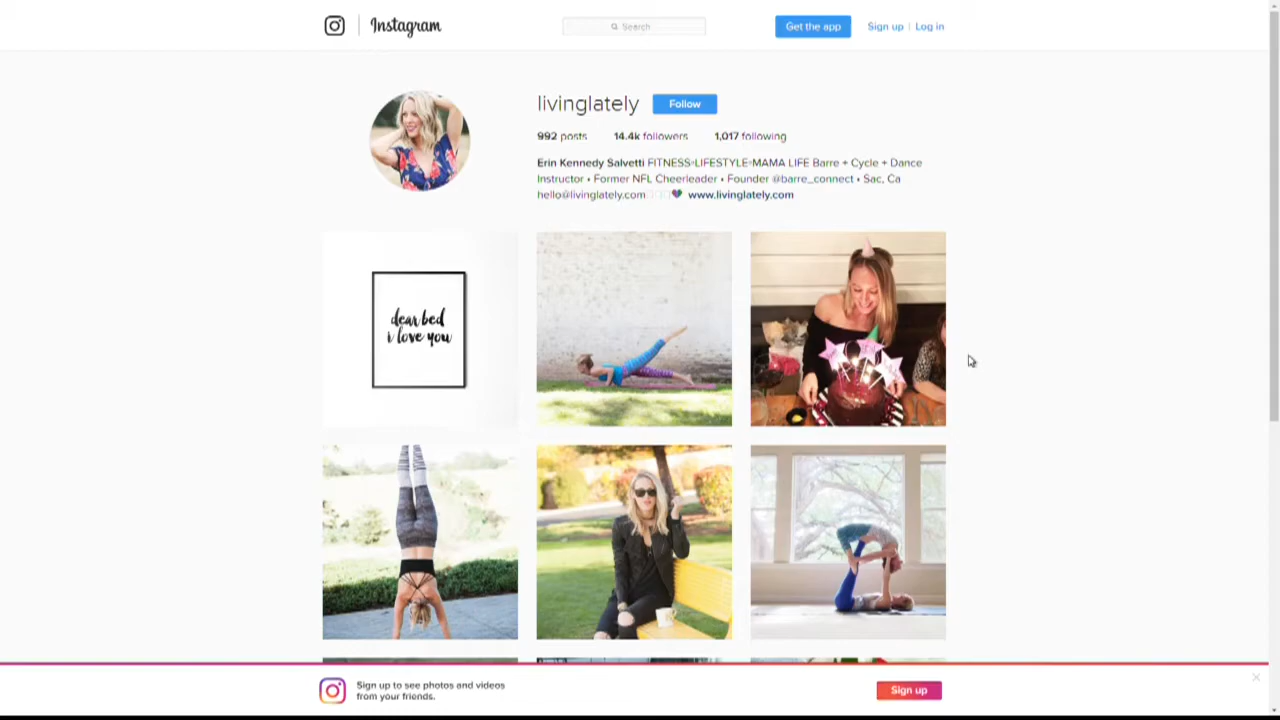 Instagram
Search
Get the app
Sign up | Log in
livinglately
Follow
992 posts 14.4k followers 1,017 following
Erin Kennedy Salvetti FITNESS•LIFESTYLE•MAMA LIFE Barre + Cycle + Dance
Instructor • Former NFL Cheerleader • Founder @barre_connect • Sac, Ca
hello@livinglately.com www.livinglately.com
dear bed
i love you
Sign up to see photos and videos
from your friends.
Sign up